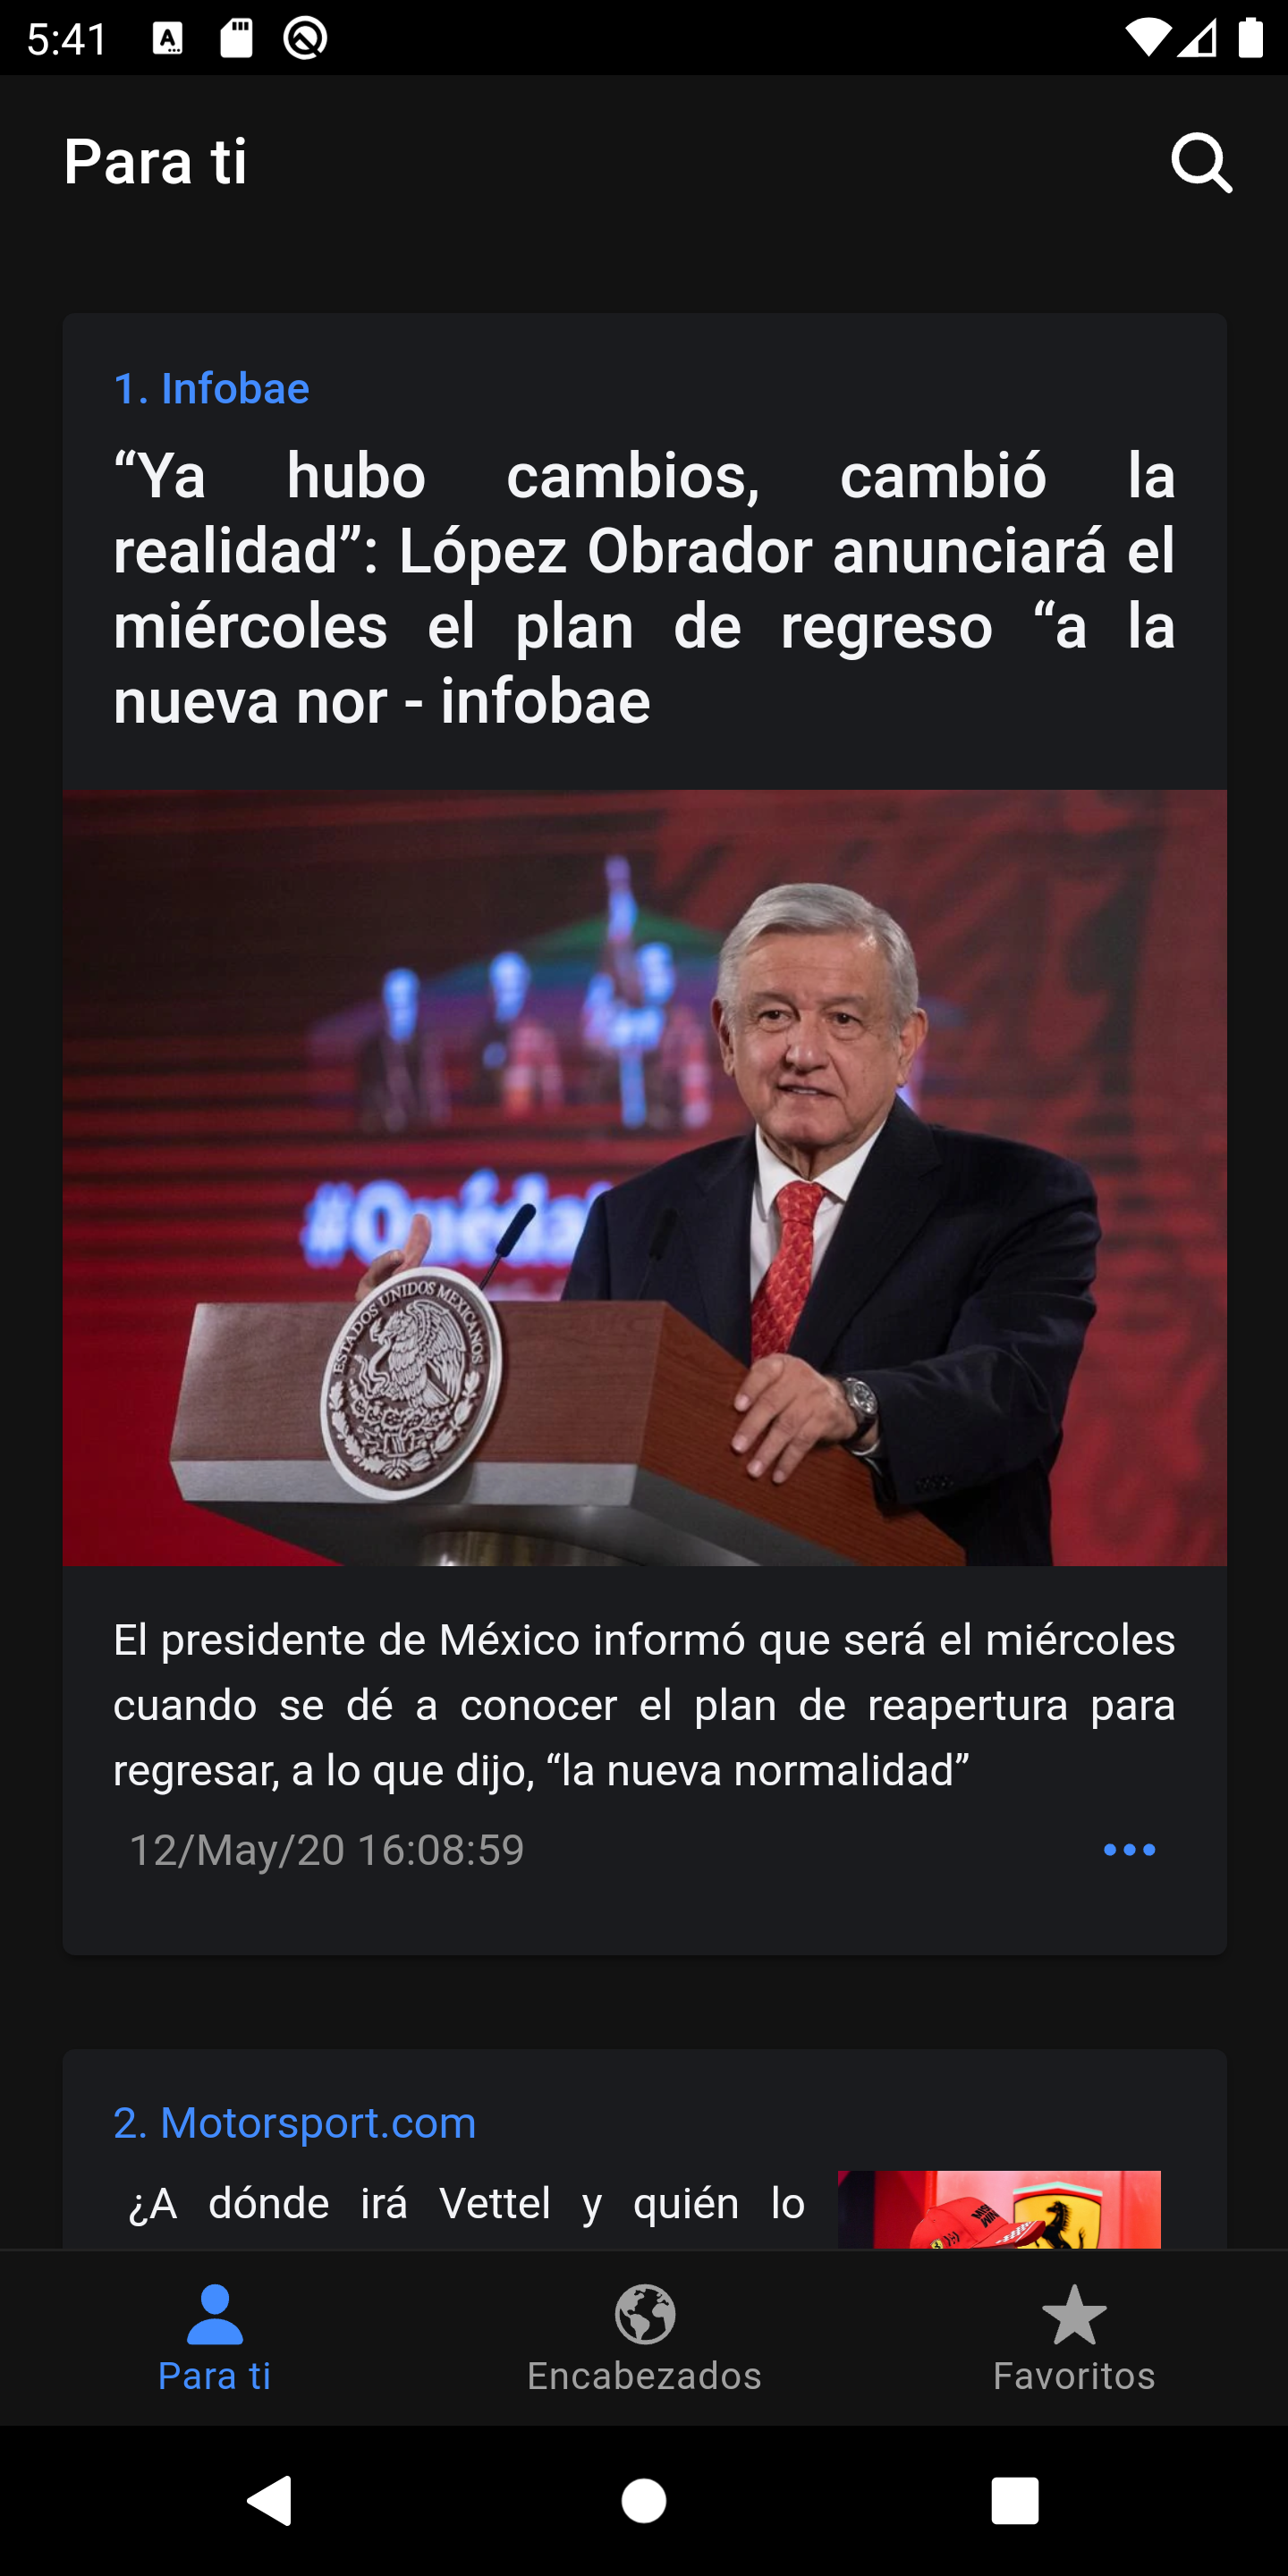 5:41
Para ti
1. Infobae
“Ya hubo cambios, cambió la
realidad”: López Obrador anunciará el
miércoles el plan de regreso “a la
nueva nor - infobae
ESTADOS UNIDOS MEXICANOS
El presidente de México informó que será el miércoles
cuando se dé a conocer el plan de reapertura para
regresar, a lo que dijo, “la nueva normalidad”
12/May/20 16:08:59
2. Motorsport.com
¿A dónde irá Vettel y quién lo
Para ti
Encabezados
Favoritos